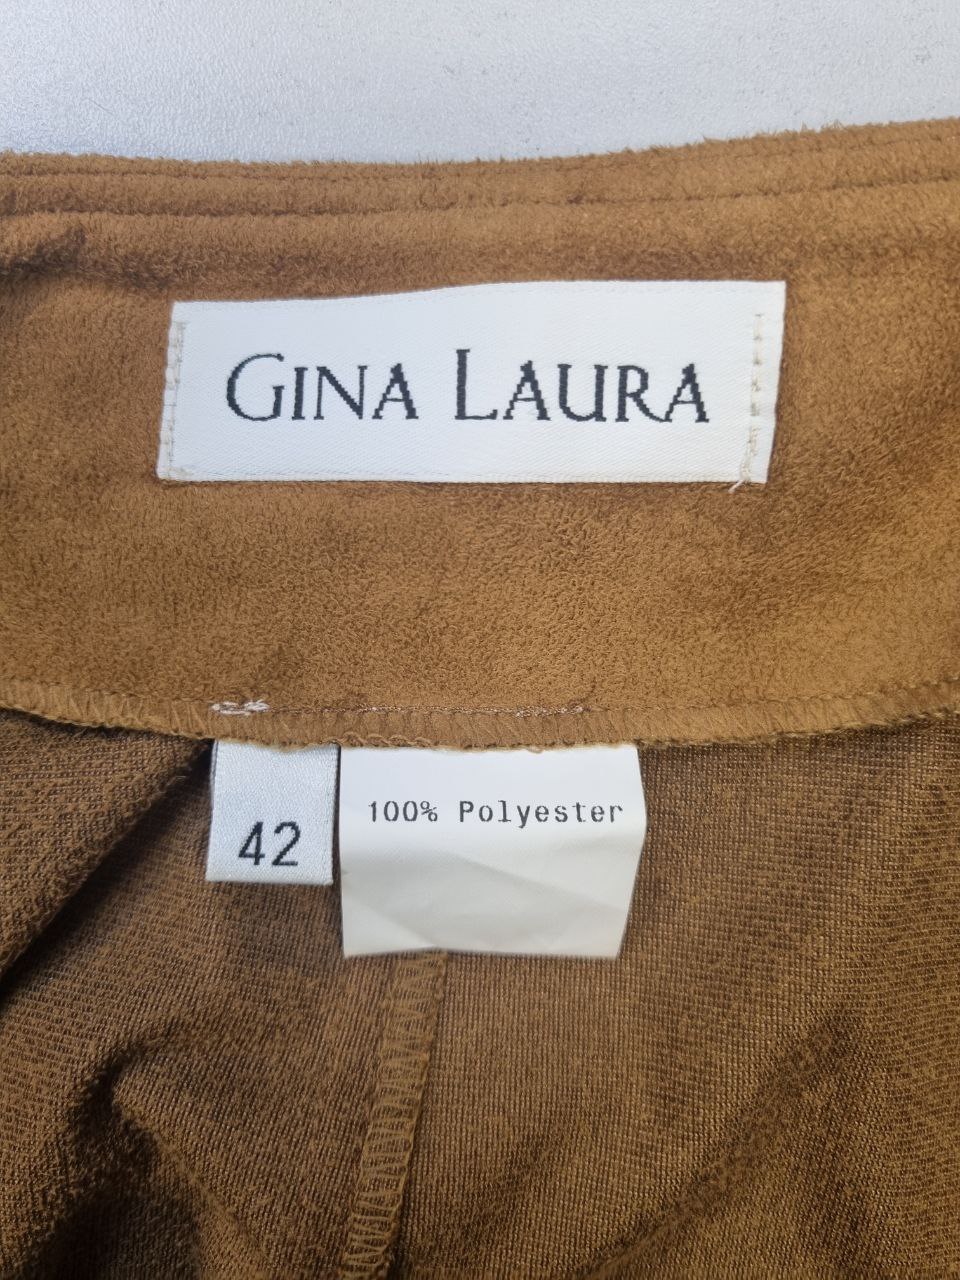 GINA LAURA
42
100% Polyester